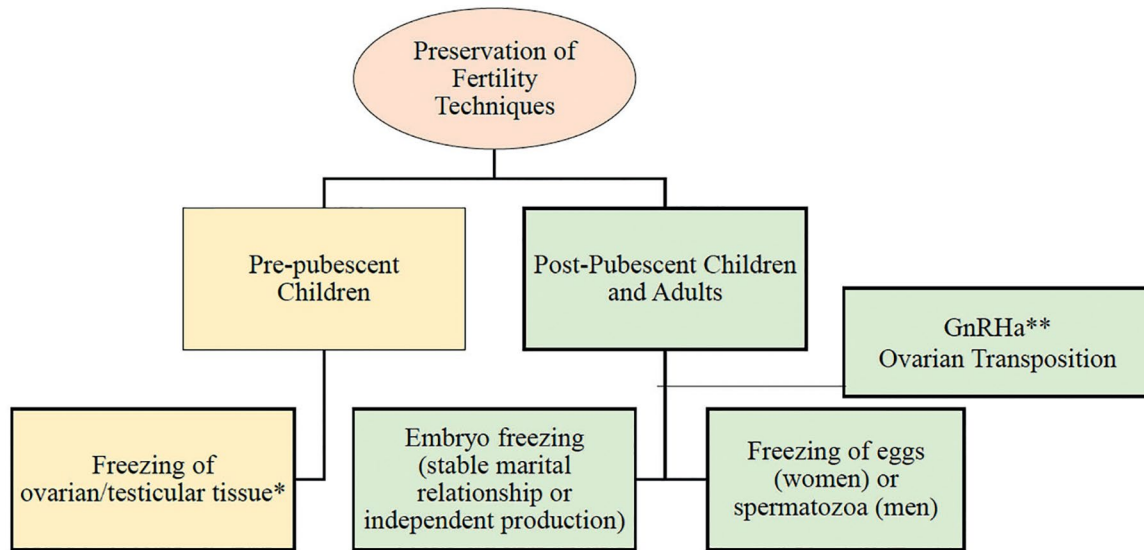 Preservation of
Fertility
Techniques
Pre-pubescent
Children
Post-Pubescent Children
and Adults
GnRHa**
Ovarian Transposition
Freezing of
ovarian/testicular tissue*
Embryo freezing
(stable marital
relationship or
independent production)
Freezing of eggs
(women) or
spermatozoa (men)